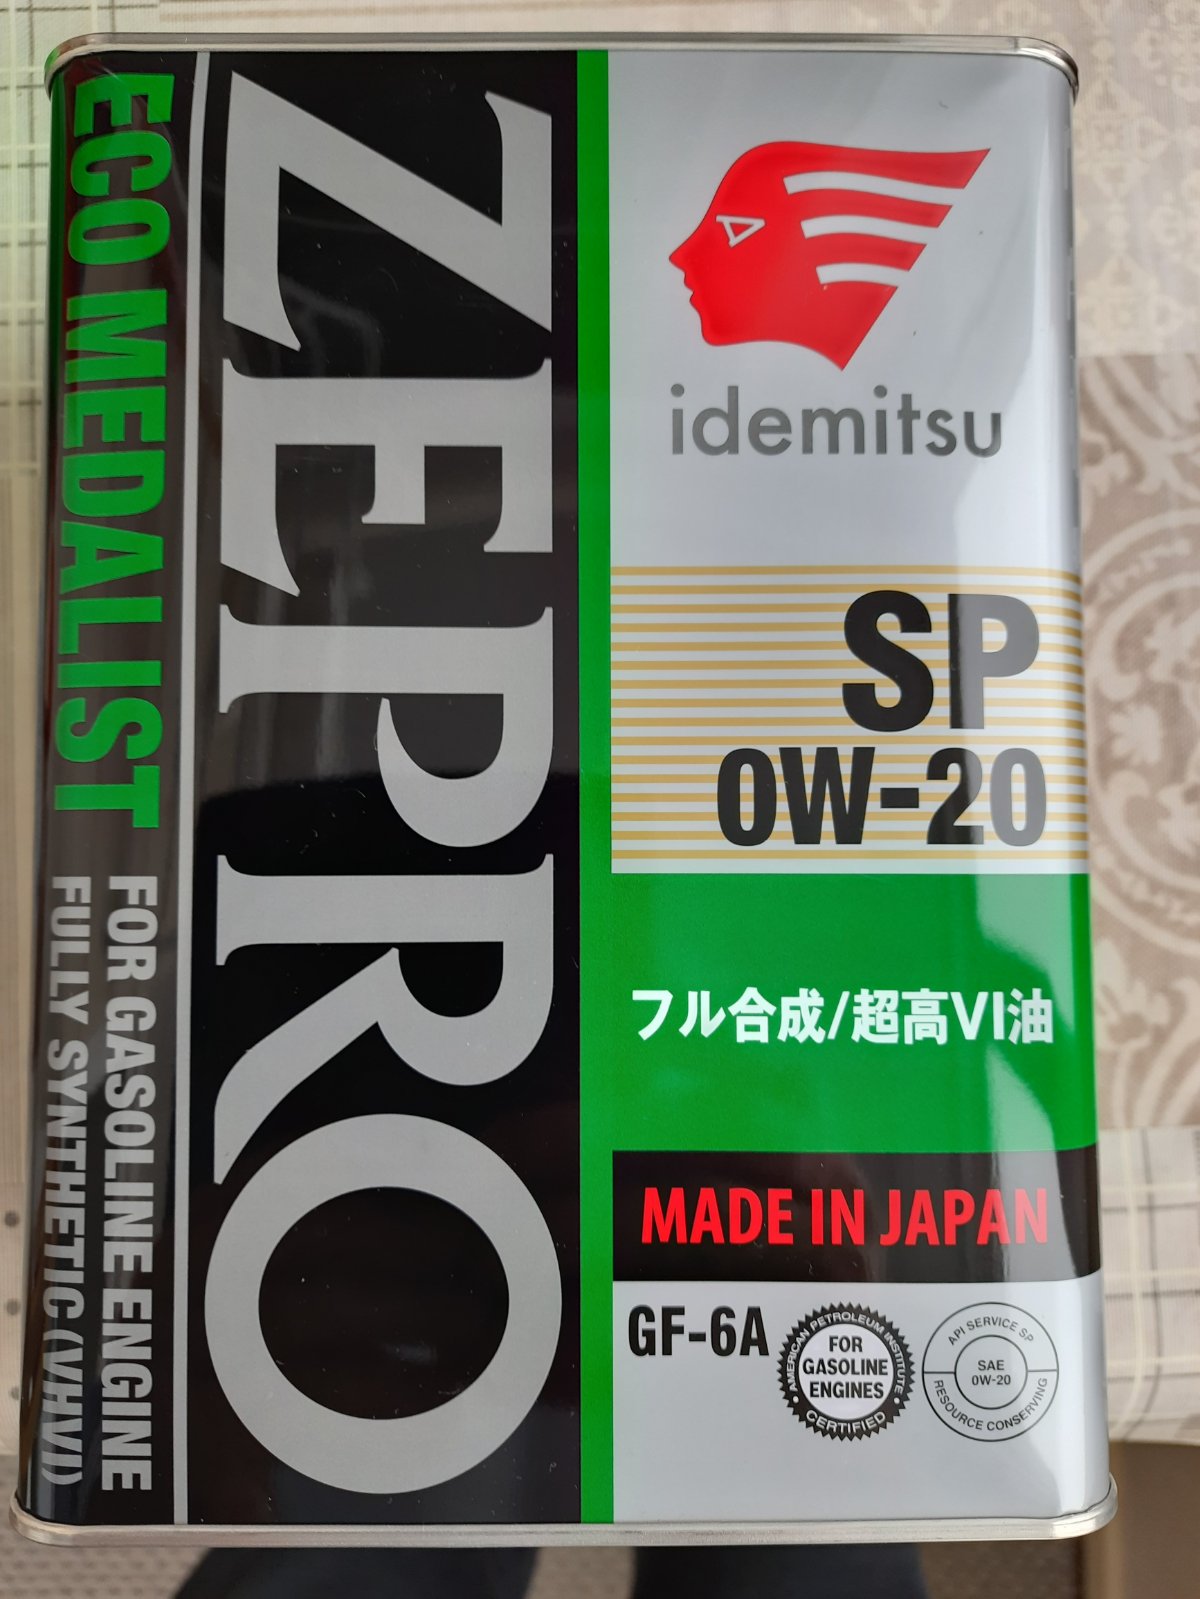 ZEPRO
ECO MEDALIST
FOR GASOLINE ENGINE
FULLY SYNTHETIC (VHVI)
idemitsu
SP
0W-20
フル合成/超高VI油
MADE IN JAPAN
GF-6A
AMERICAN PETROLEUM INSTITUTE
FOR
GASOLINE
ENGINES
CERTIFIED
API SERVICE SP
SAE
0W-20
RESOURCE CONSERVING